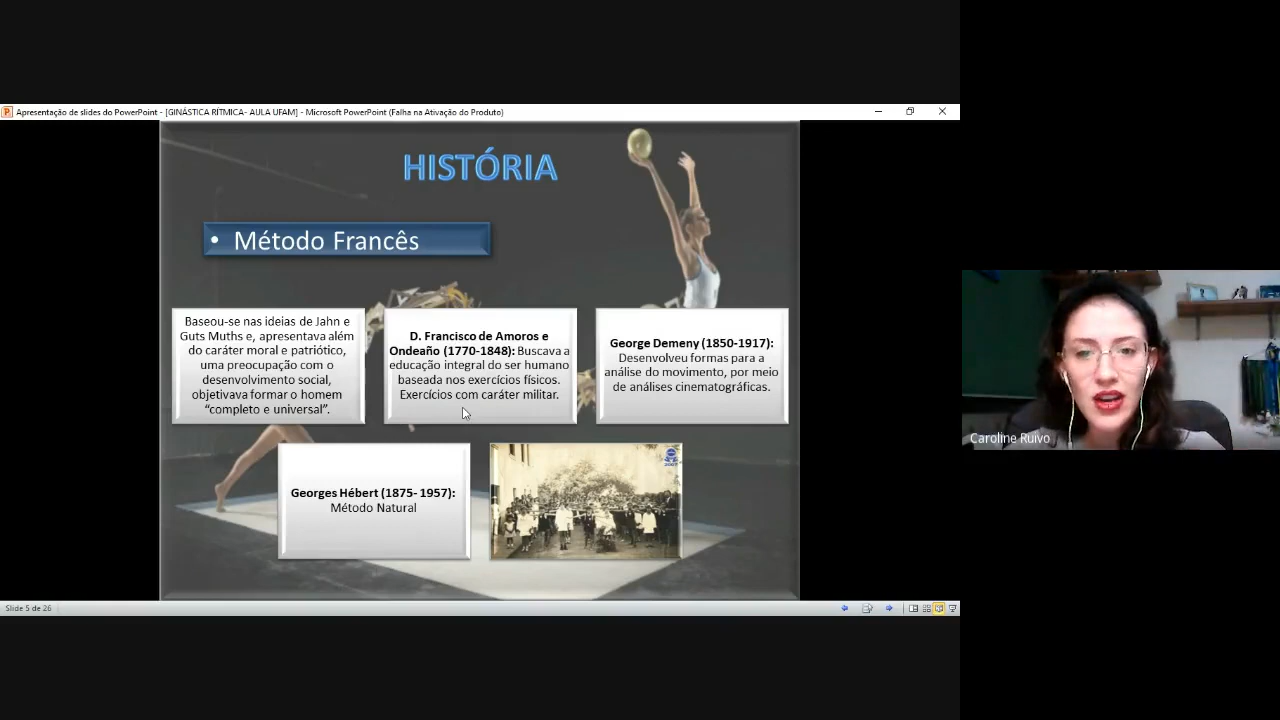 Apresentação de slides do PowerPoint - [GINÁSTICA RÍTMICA- AULA UFAM] - Microsoft PowerPoint (Falha na Ativação do Produto)
HISTÓRIA
• Método Francês
Baseou-se nas ideias de Jahn e
Guts Muths e, apresentava além
do caráter moral e patriótico,
uma preocupação com o
desenvolvimento social,
objetivava formar o homem
“completo e universal”.
D. Francisco de Amoros e
Ondeaño (1770-1848): Buscava a
educação integral do ser humano
baseada nos exercícios físicos.
Exercícios com caráter militar.
George Demeny (1850-1917):
Desenvolveu formas para a
análise do movimento, por meio
de análises cinematográficas.
Georges Hébert (1875- 1957):
Método Natural
2007
Caroline Ruivo
Slide 5 de 26